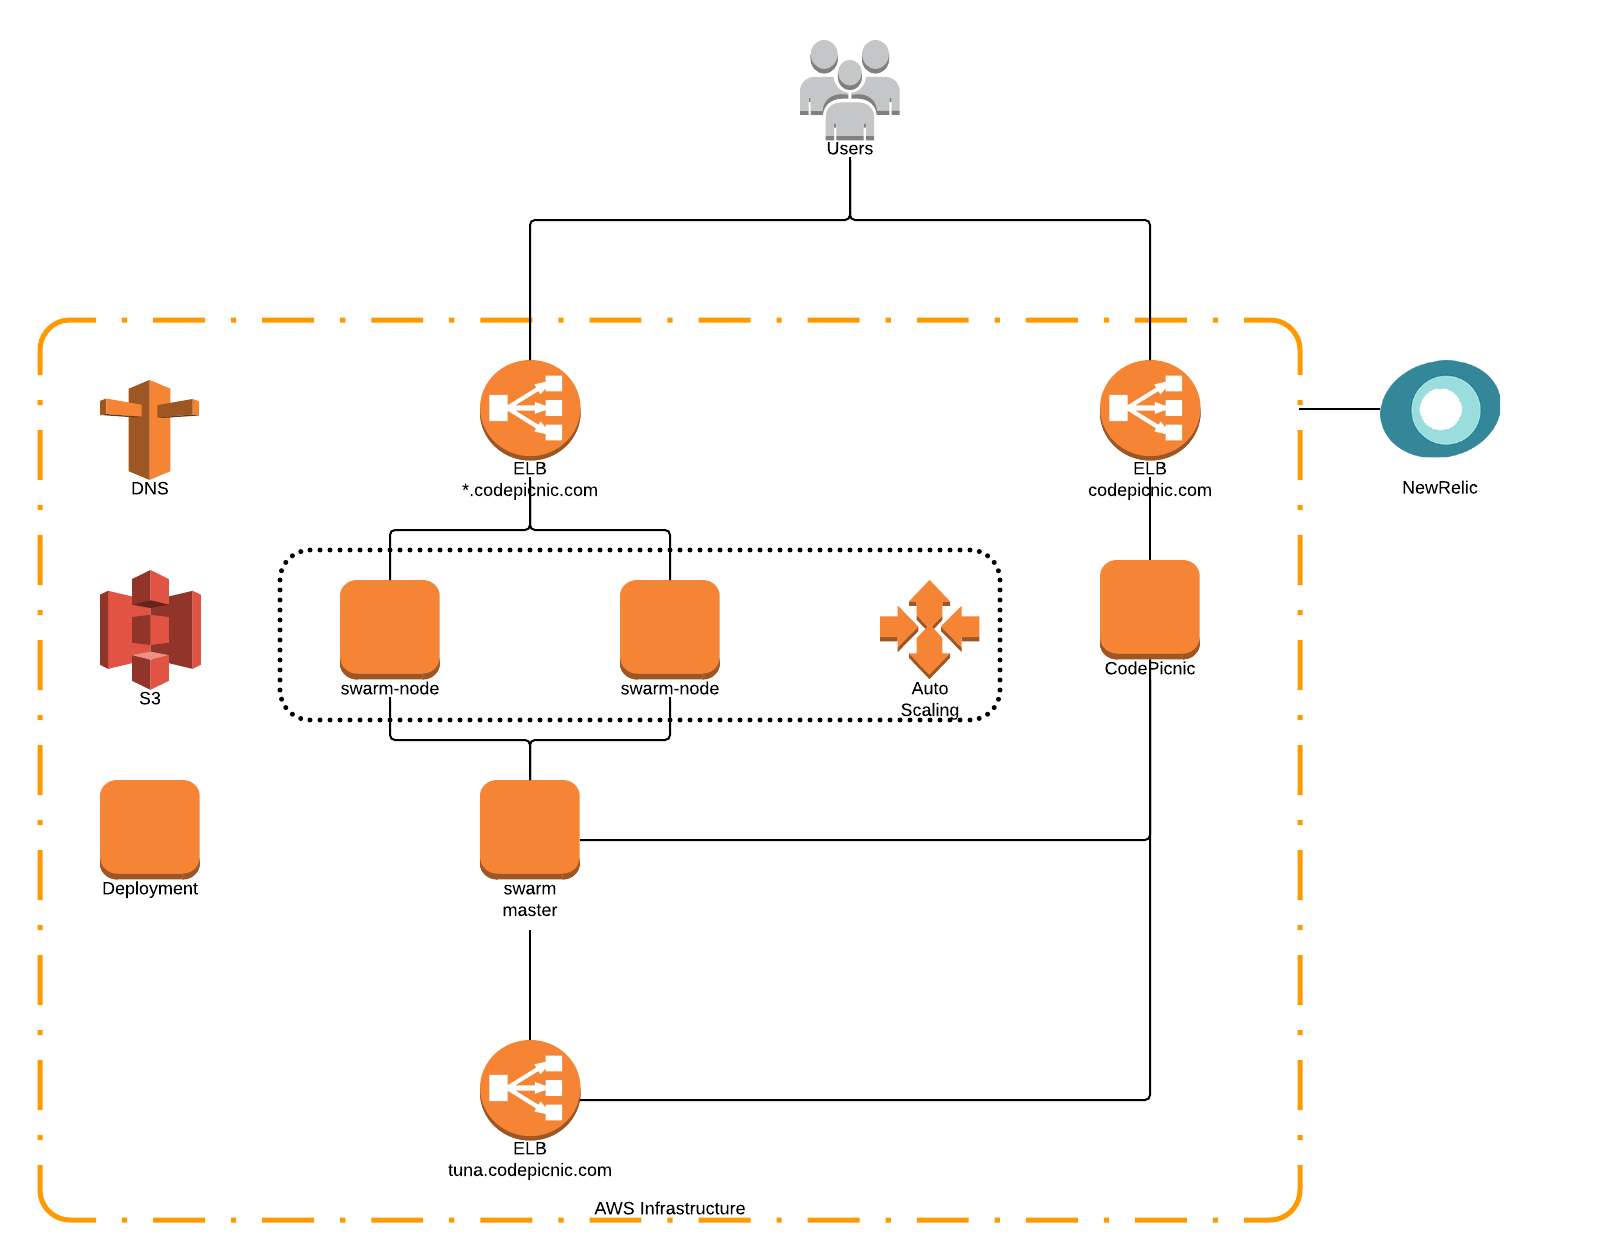 Users
DNS
ELB
*.codepicnic.com
ELB
codepicnic.com
NewRelic
S3
swarm-node
swarm-node
Auto
Scaling
CodePicnic
Deployment
swarm
master
ELB
tuna.codepicnic.com
AWS Infrastructure